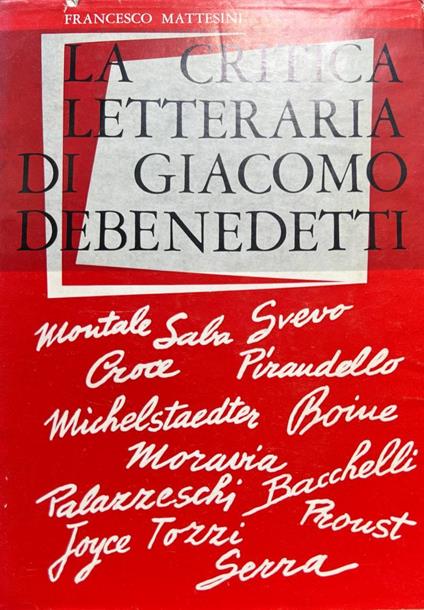 FRANCESCO MATTESINI
LA CRITICA
LETTERARIA
DI GIACOMO
DEBENEDETTI
Montale Saba Svevo
Croce Pirandello
Michelstaedter Boine
Moravia
Palazzeschi Bacchelli
Joyce Tozzi Proust
Serra